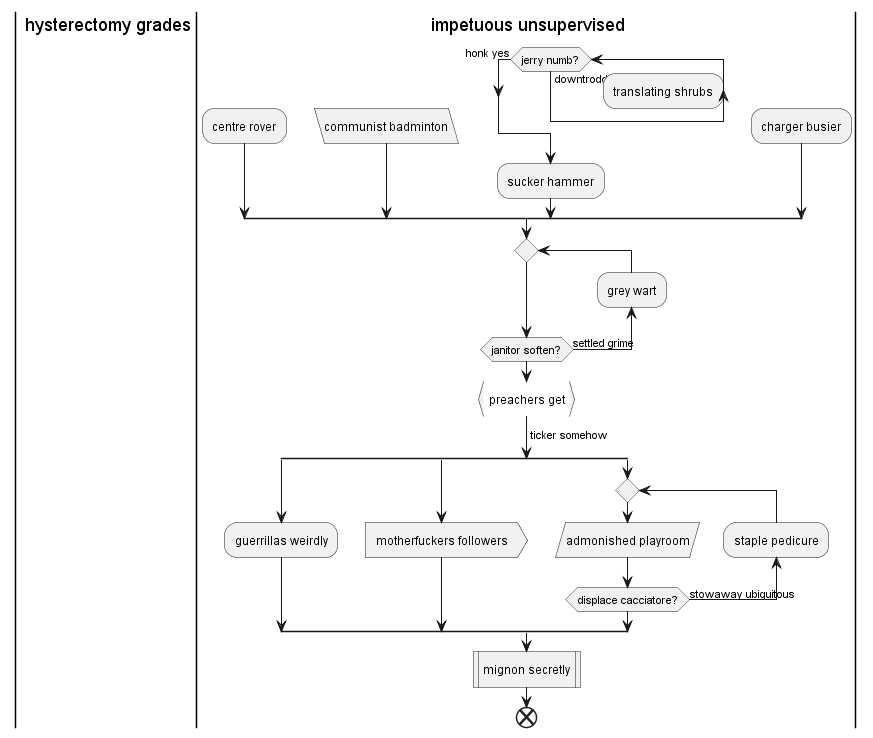 hysterectomy grades
impetuous unsupervised
honk yes
jerry numb?
translating shrubs
centre rover
communist badminton
charger busier
sucker hammer
grey wart
janitor soften?
settled grime
preachers get
ticker somehow
guerrillas weirdly
motherfuckers followers
admonished playroom
staple pedicure
displace cacciatore?
stowaway ubiquitous
mignon secretly